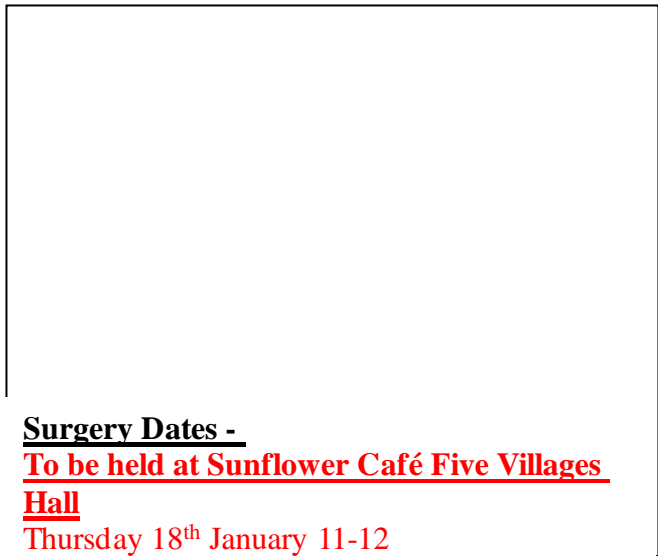 Surgery Dates -
To be held at Sunflower Café Five Villages
Hall
Thursday 18th January 11-12